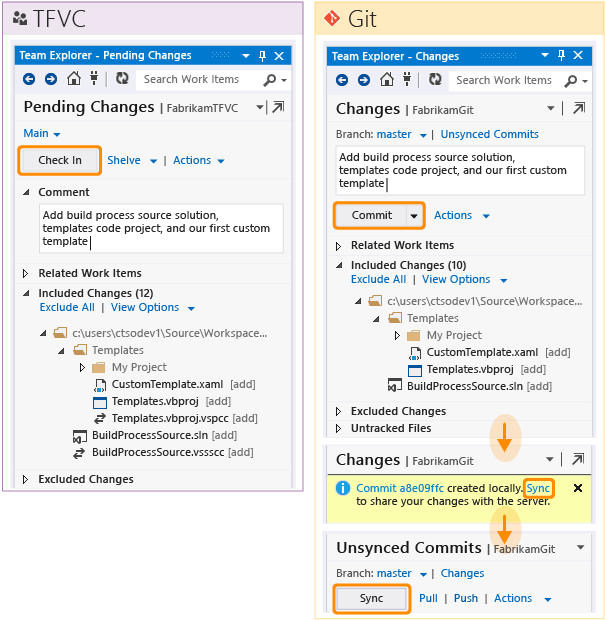 TFVC
Team Explorer - Pending Changes
Search Work Items
Pending Changes | FabrikamTFVC
Main
Check In Shelve | Actions
Comment
Add build process source solution,
templates code project, and our first custom
template
Related Work Items
Included Changes (12)
Exclude All | View Options
c:\users\ctsodev1\Source\Workspace...
Templates
My Project
CustomTemplate.xaml [add]
Templates.vbproj [add]
Templates.vbproj.vspcc [add]
BuildProcessSource.sln [add]
BuildProcessSource.vssscc [add]
Excluded Changes
Git
Team Explorer - Changes
Search Work Items
Changes | FabrikamGit
Branch: master | Unsynced Commits
Add build process source solution,
templates code project, and our first custom
template
Commit Actions
Related Work Items
Included Changes (10)
Exclude All | View Options
c:\users\ctsodev1\Source\Workspace...
Templates
My Project
CustomTemplate.xaml [add]
Templates.vbproj [add]
BuildProcessSource.sln [add]
Excluded Changes
Untracked Files
Changes | FabrikamGit
Commit a8e09ffc created locally. Sync
to share your changes with the server.
Unsynced Commits | FabrikamGit
Branch: master | Changes
Sync Pull | Push | Actions